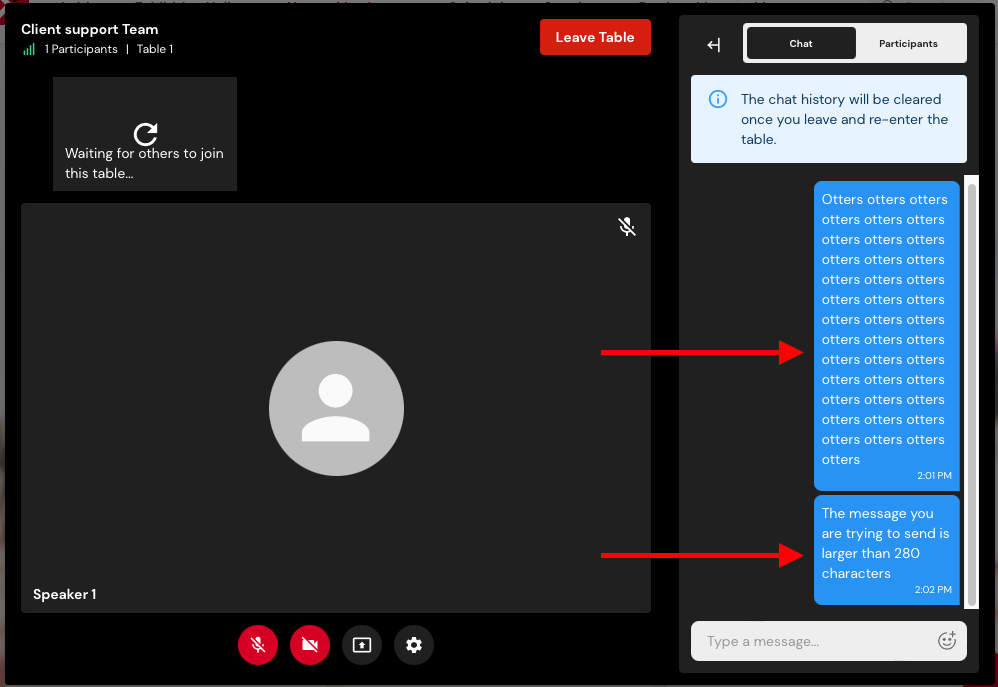 Client support Team
1 Participants | Table 1
Leave Table
Waiting for others to join
this table...
Speaker 1
Chat
Participants
The chat history will be cleared
once you leave and re-enter the
table.
Otters otters otters
otters otters otters
otters otters otters
otters otters otters
otters otters otters
otters otters otters
otters otters otters
otters otters otters
otters otters otters
otters otters otters
otters otters otters
otters otters otters
otters otters otters
otters
2:01 PM
The message you
are trying to send is
larger than 280
characters
2:02 PM
Type a message...